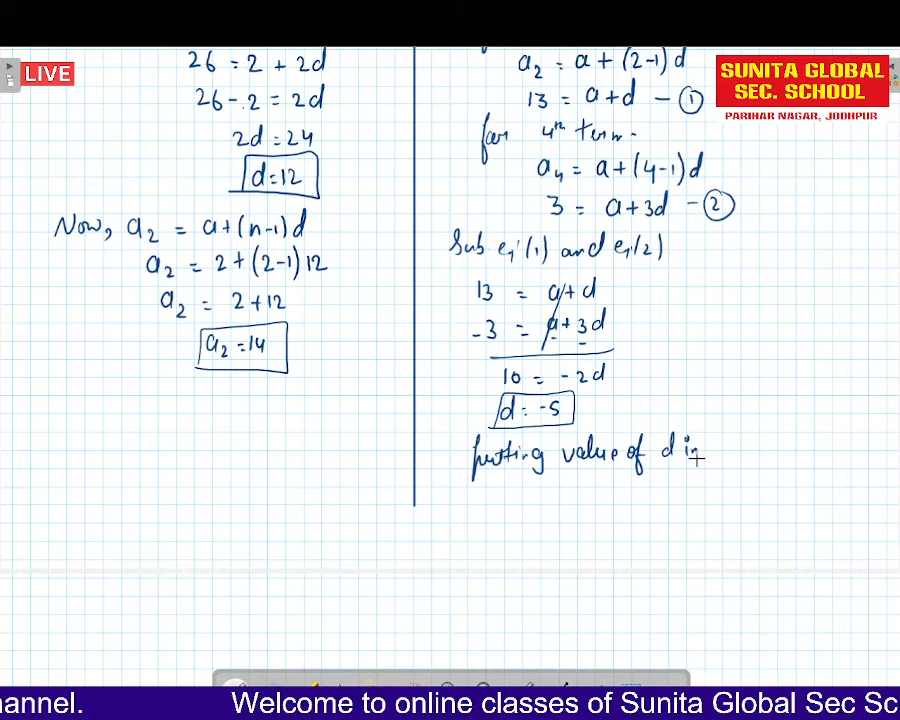 LIVE
SUNITA GLOBAL
SEC. SCHOOL
PARIHAR NAGAR, JODHPUR
26 = 2 + 2d
26 - 2 = 2d
2d = 24
d = 12
Now, a₂ = a+(n-1)d
a₂ = 2+(2-1)12
a₂ = 2+12
a₂ = 14
a₂ = a+(2-1)d
13 = a+d — ①
for 4th term -
a₄ = a+(4-1)d
3 = a+3d — ②
Sub eq'(1) and eq'(2)
13 = a+d
-3 = a+3d
- -
10 = -2d
d = -5
putting value of d in
annel.
Welcome to online classes of Sunita Global Sec Sc